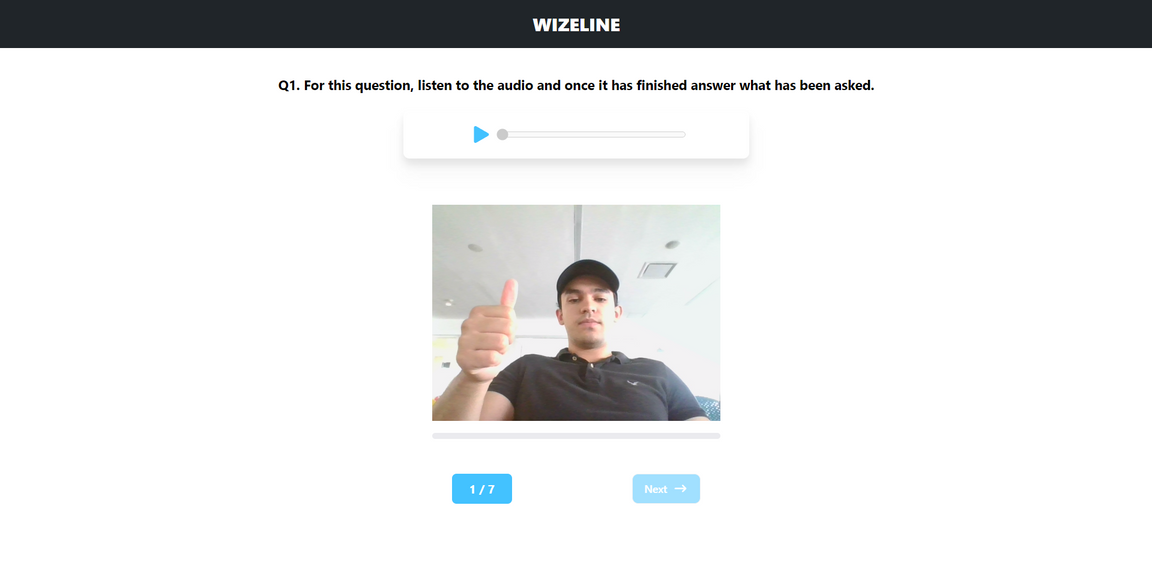 WIZELINE
Q1. For this question, listen to the audio and once it has finished answer what has been asked.
1 / 7
Next →